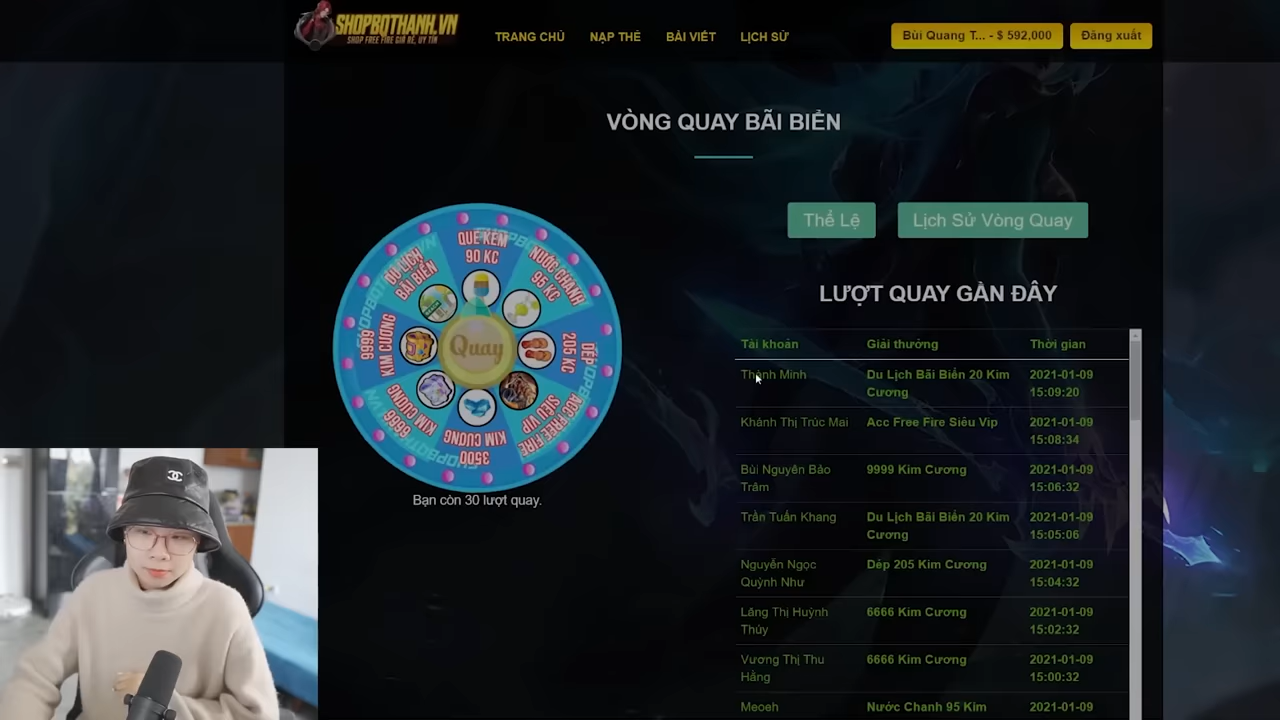 SHOPBQTHANH.VN
SHOP FREE FIRE GIÁ RẺ, UY TÍN
TRANG CHỦ
NẠP THẺ
BÀI VIẾT
LỊCH SỬ
Bùi Quang T... - $ 592,000
Đăng xuất
VÒNG QUAY BÃI BIỂN
Thể Lệ
Lịch Sử Vòng Quay
QUE KEM
90 KC
NƯỚC CHANH
95 KC
DÉP
205 KC
ACC FREE FIRE
SIÊU VIP
3500
KIM CƯƠNG
6666
KIM CƯƠNG
9999
KIM CƯƠNG
DU LỊCH
BÃI BIỂN
Quay
Bạn còn 30 lượt quay.
LƯỢT QUAY GẦN ĐÂY
Tài khoản Giải thưởng Thời gian
Thành Minh Du Lịch Bãi Biển 20 Kim 2021-01-09
Cương 15:09:20
Khánh Thị Trúc Mai Acc Free Fire Siêu Vip 2021-01-09
15:08:34
Bùi Nguyên Bảo 9999 Kim Cương 2021-01-09
Trâm 15:06:32
Trần Tuấn Khang Du Lịch Bãi Biển 20 Kim 2021-01-09
Cương 15:05:06
Nguyễn Ngọc Dép 205 Kim Cương 2021-01-09
Quỳnh Như 15:04:32
Lăng Thị Huỳnh 6666 Kim Cương 2021-01-09
Thúy 15:02:32
Vương Thị Thu 6666 Kim Cương 2021-01-09
Hằng 15:00:32
Meoeh Nước Chanh 95 Kim 2021-01-09